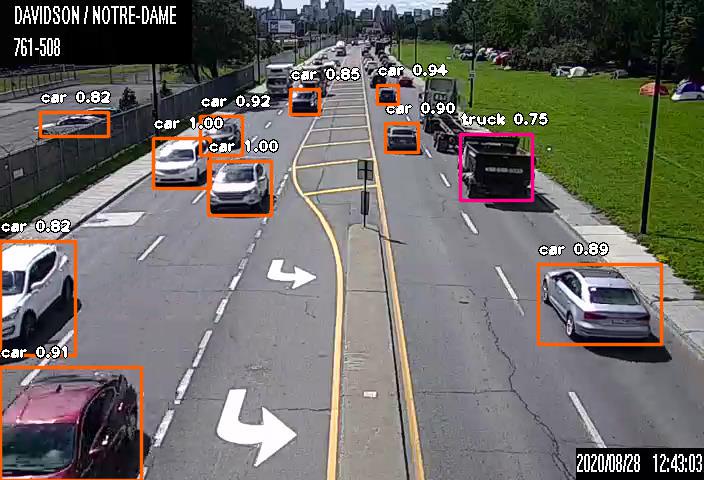 DAVIDSON / NOTRE-DAME
761-508
car 0.85
car 0.94
car 0.82
car 0.92
car 0.90
car 1.00
truck 0.75
car 1.00
car 0.82
car 0.89
car 0.91
2020/08/28 12:43:03